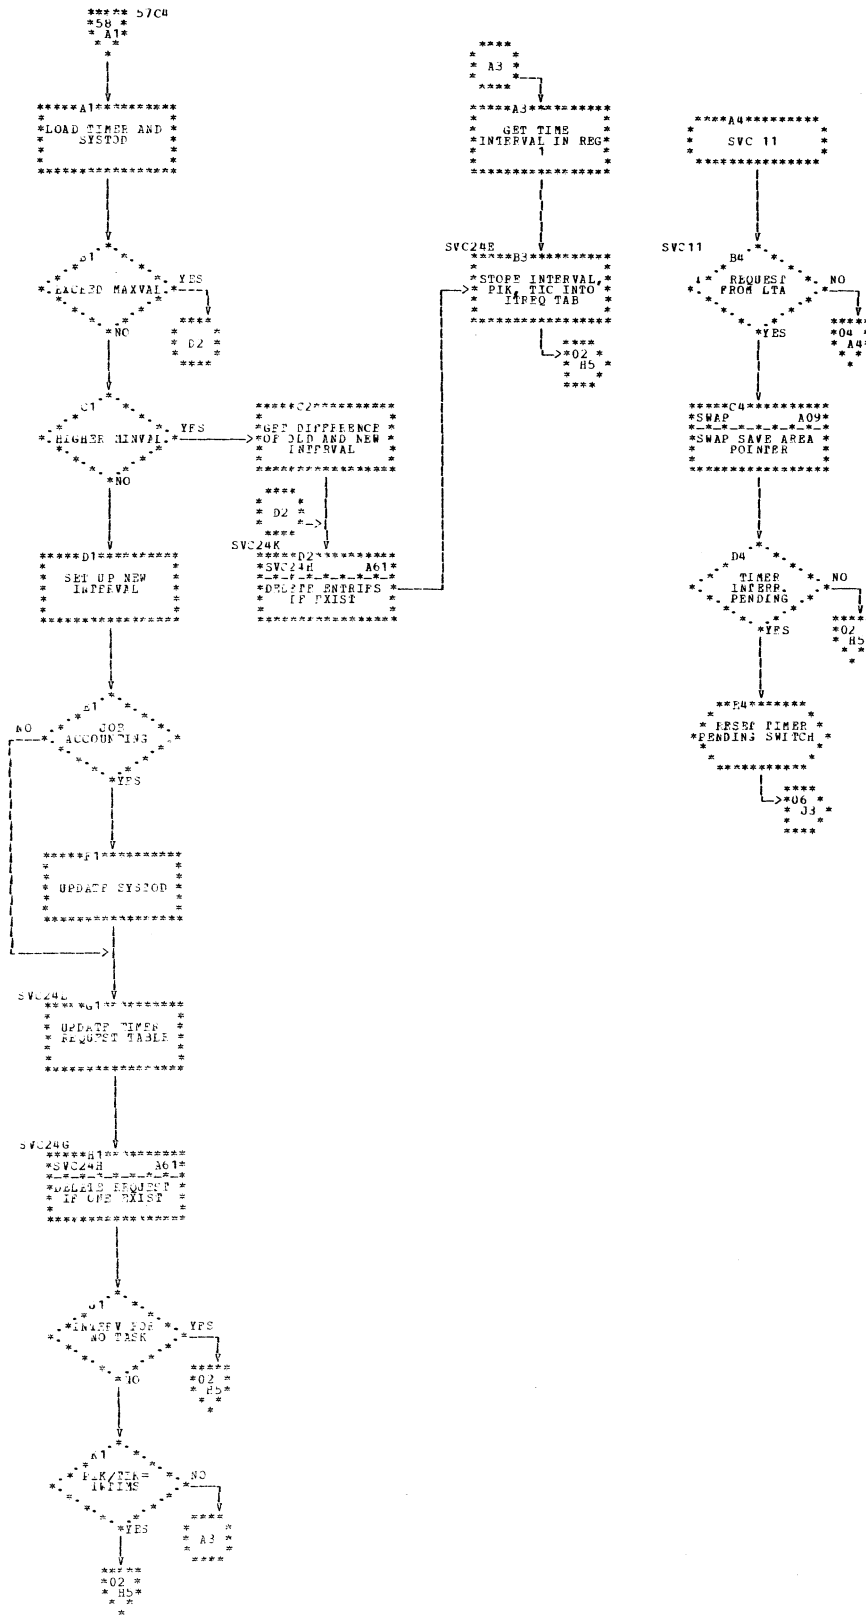 57C4
58
A1
A1
LOAD TIMER AND
SYSTOD
B1
EXCEED MAXVAL
YES
NO
D2
C1
HIGHER MINVAL
YES
NO
C2
GET DIFFERENCE
OF OLD AND NEW
INTERVAL
D2
SVC24K
D2
SVC24H A61
DELETE ENTRIES
IF EXIST
D1
SET UP NEW
INTERVAL
E1
JOB
ACCOUNTING
NO
YES
F1
UPDATE SYSTOD
G1
UPDATE TIMER
REQUEST TABLE
SVC24G
H1
SVC24H A61
DELETE REQUEST
IF ONE EXIST
J1
INTERV FOR
NO TASK
YES
NO
02
H5
K1
NO
YES
A3
02
H5
A3
A3
GET TIME
INTERVAL IN REG
1
SVC24E
B3
STORE INTERVAL,
PIK, TIC INTO
ITREQ TAB
02
H5
A4
SVC 11
SVC11
B4
REQUEST
FROM LTA
NO
YES
04
A4
C4
SWAP A09
SWAP SAVE AREA
POINTER
D4
TIMER
INTERR.
PENDING
NO
YES
02
H5
E4
RESET TIMER
PENDING SWITCH
06
J3